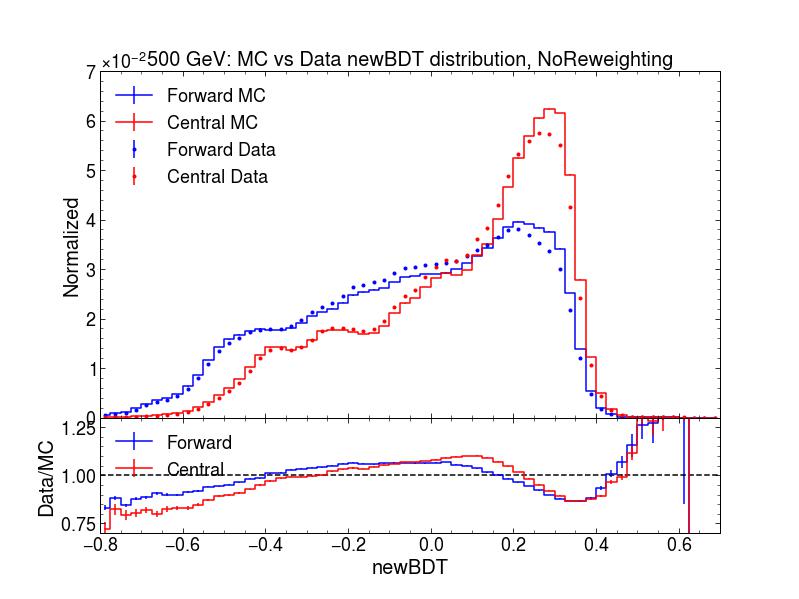 ×10⁻²500 GeV: MC vs Data newBDT distribution, NoReweighting
7
6
5
4
3
2
1
0
Normalized
Forward MC
Central MC
Forward Data
Central Data
1.25
1.00
0.75
Data/MC
Forward
Central
−0.8 −0.6 −0.4 −0.2 0.0 0.2 0.4 0.6
newBDT